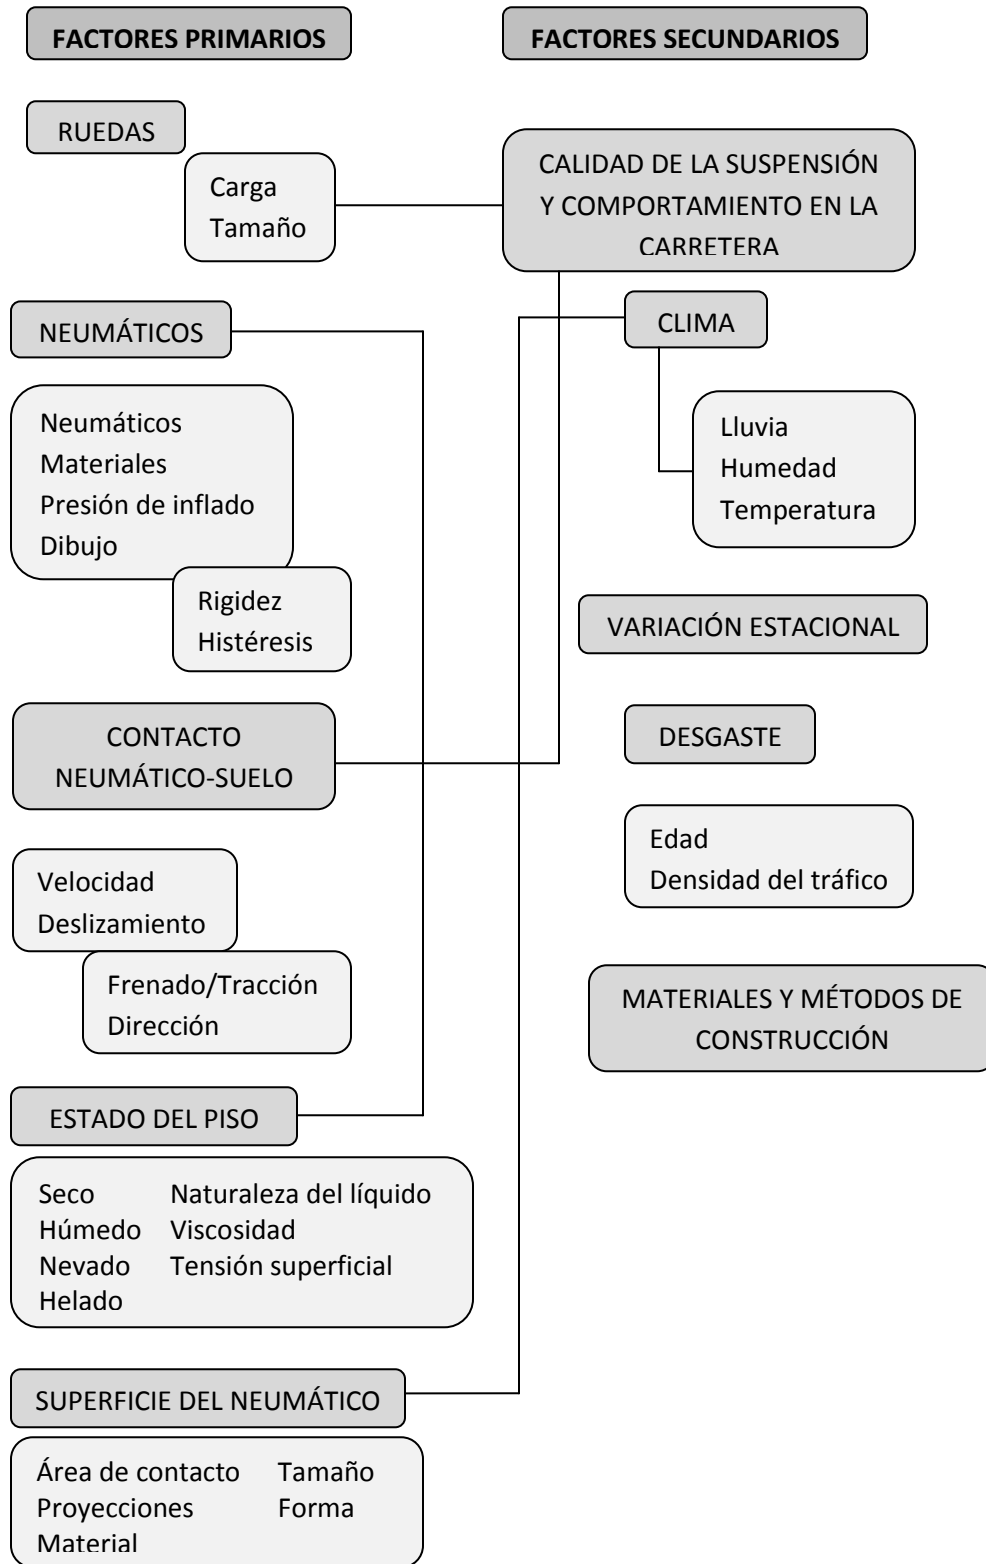 FACTORES PRIMARIOS
FACTORES SECUNDARIOS
RUEDAS
Carga
Tamaño
CALIDAD DE LA SUSPENSIÓN
Y COMPORTAMIENTO EN LA
CARRETERA
NEUMÁTICOS
CLIMA
Neumáticos
Materiales
Presión de inflado
Dibujo
Lluvia
Humedad
Temperatura
Rigidez
Histéresis
VARIACIÓN ESTACIONAL
CONTACTO
NEUMÁTICO-SUELO
DESGASTE
Edad
Densidad del tráfico
Velocidad
Deslizamiento
Frenado/Tracción
Dirección
MATERIALES Y MÉTODOS DE
CONSTRUCCIÓN
ESTADO DEL PISO
Seco Naturaleza del líquido
Húmedo Viscosidad
Nevado Tensión superficial
Helado
SUPERFICIE DEL NEUMÁTICO
Área de contacto Tamaño
Proyecciones Forma
Material